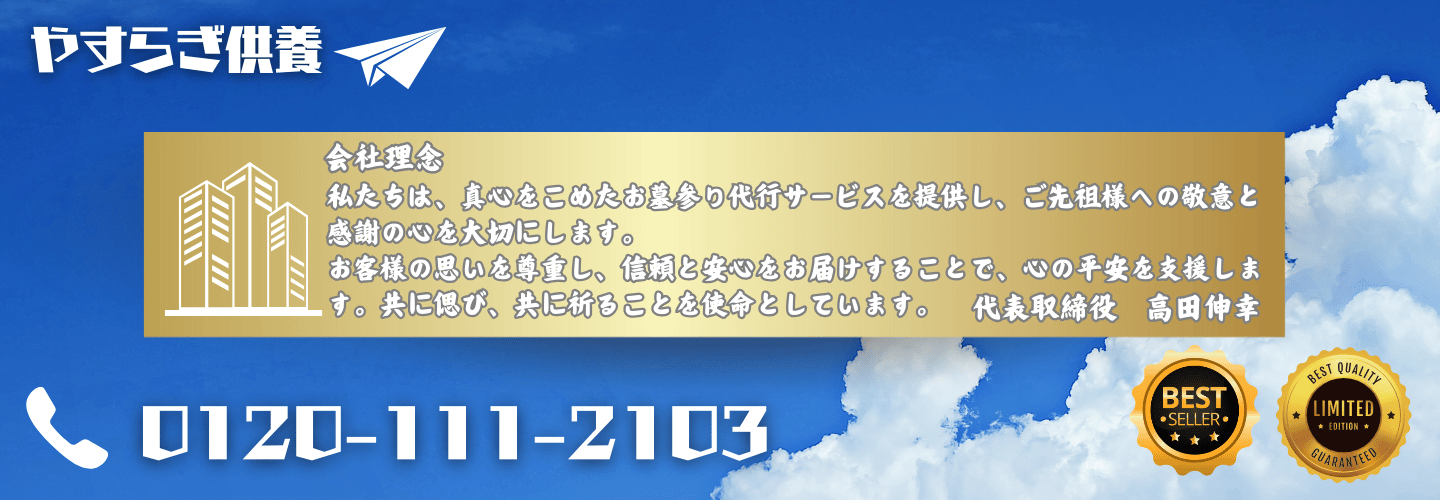 やすらぎ供養
会社理念
私たちは、真心をこめたお墓参り代行サービスを提供し、ご先祖様への敬意と
感謝の心を大切にします。
お客様の思いを尊重し、信頼と安心をお届けすることで、心の平安を支援しま
す。共に偲び、共に祈ることを使命としています。　代表取締役　高田伸幸
0120-111-2103
BEST
SELLER
BEST QUALITY
LIMITED
EDITION
GUARANTEED